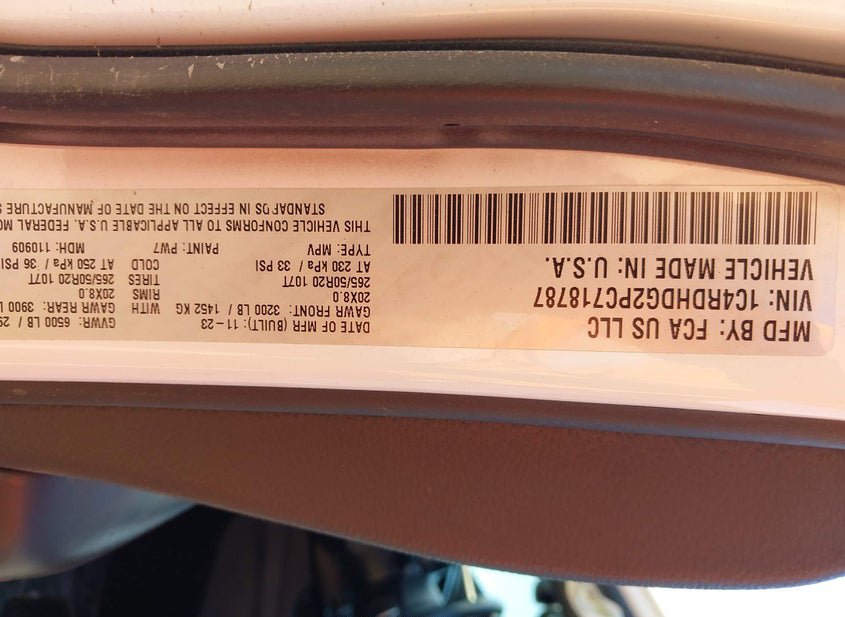 MFD BY: FCA US LLC
VIN: 1C4RDHDG2PC718787
VEHICLE MADE IN: U.S.A.
DATE OF MFR (BUILT): 11-23
GVWR: 6500 LB /
GAWR FRONT: 3200 LB / 1452 KG WITH
GAWR REAR: 3900
20X8.0 RIMS 20X8.0
265/50R20 107T TIRES 265/50R20 107T
AT 230 kPa / 33 PSI COLD AT 250 kPa / 36 PSI
TYPE: MPV PAINT: PW7 MDH: 110909
THIS VEHICLE CONFORMS TO ALL APPLICABLE U.S.A. FEDERAL
STANDARDS IN EFFECT ON THE DATE OF MANUFACTURE